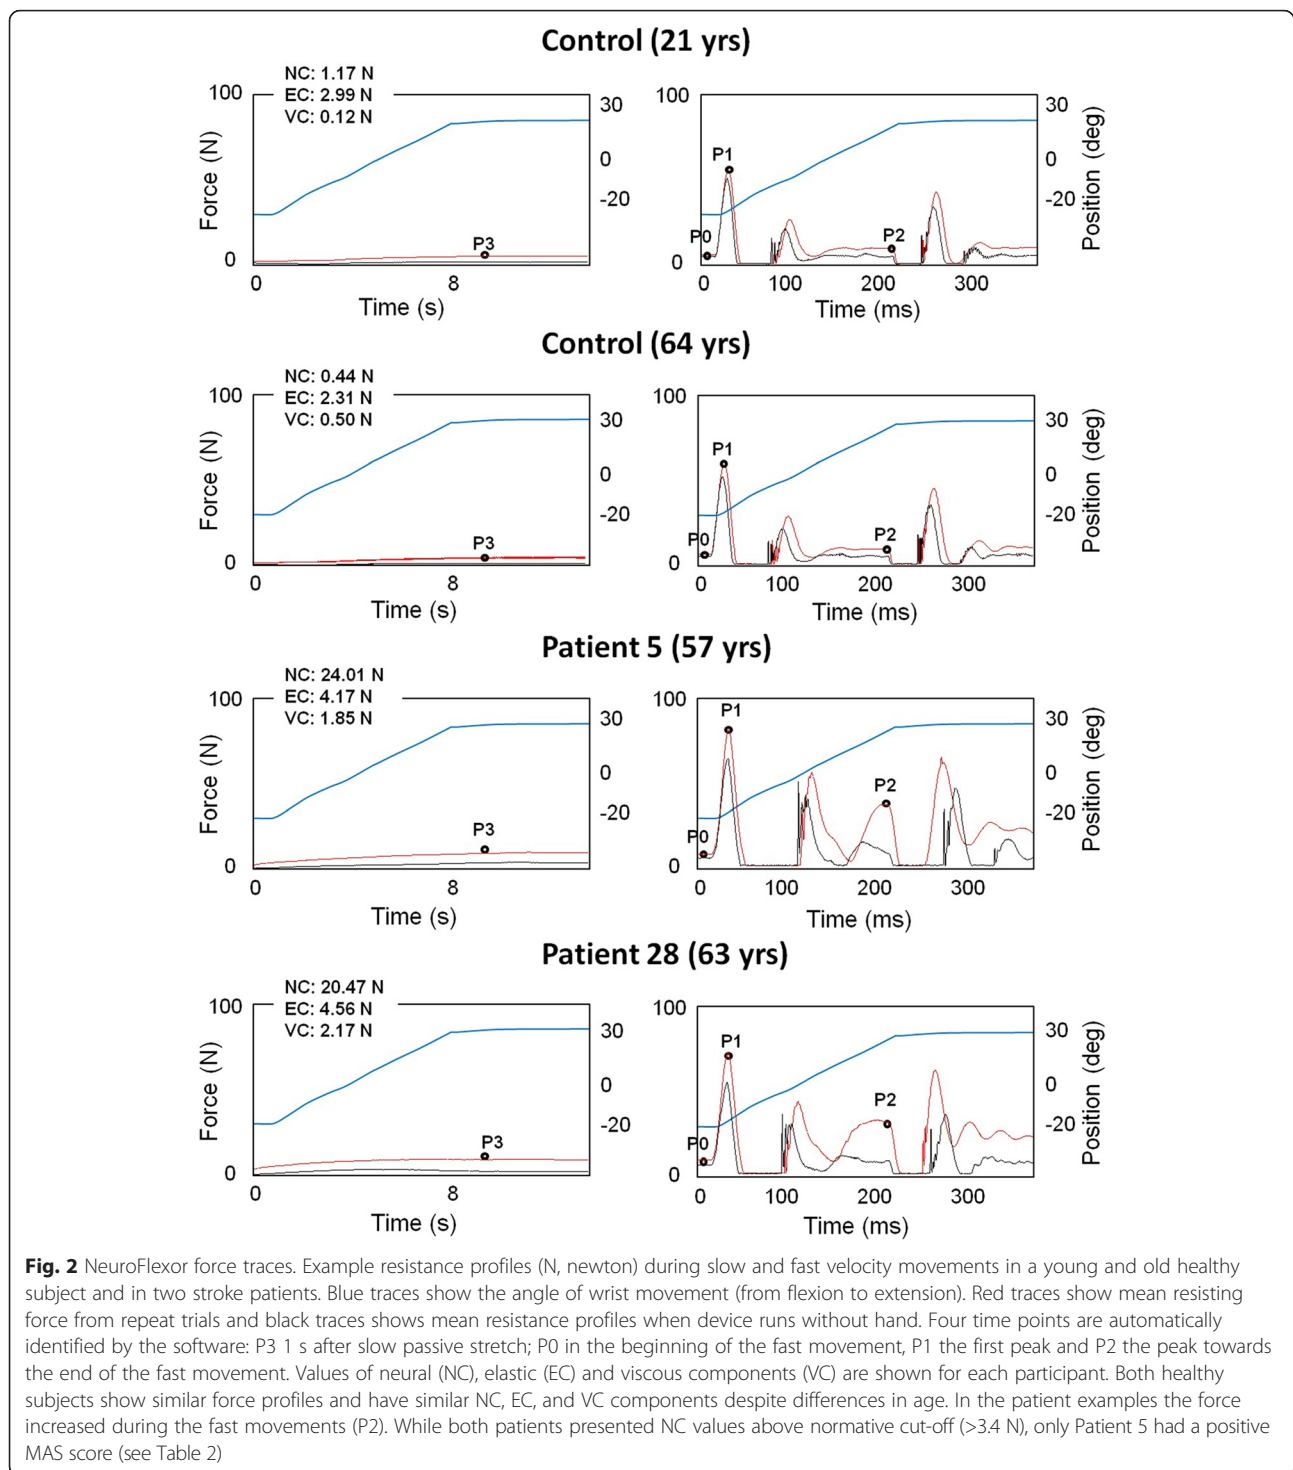 Control (21 yrs)
NC: 1.17 N
EC: 2.99 N
VC: 0.12 N
100
0
Force (N)
30
0
-20
P3
0
8
Time (s)
100
0
P0
P1
P2
30
0
-20
Position (deg)
0
100
200
300
Time (ms)
Control (64 yrs)
NC: 0.44 N
EC: 2.31 N
VC: 0.50 N
100
0
Force (N)
30
0
-20
P3
0
8
Time (s)
100
0
P0
P1
P2
30
0
-20
Position (deg)
0
100
200
300
Time (ms)
Patient 5 (57 yrs)
NC: 24.01 N
EC: 4.17 N
VC: 1.85 N
100
0
Force (N)
30
0
-20
P3
0
8
Time (s)
100
0
P0
P1
P2
30
0
-20
Position (deg)
0
100
200
300
Time (ms)
Patient 28 (63 yrs)
NC: 20.47 N
EC: 4.56 N
VC: 2.17 N
100
0
Force (N)
30
0
-20
P3
0
8
Time (s)
100
0
P0
P1
P2
30
0
-20
Position (deg)
0
100
200
300
Time (ms)
Fig. 2 NeuroFlexor force traces. Example resistance profiles (N, newton) during slow and fast velocity movements in a young and old healthy
subject and in two stroke patients. Blue traces show the angle of wrist movement (from flexion to extension). Red traces show mean resisting
force from repeat trials and black traces shows mean resistance profiles when device runs without hand. Four time points are automatically
identified by the software: P3 1 s after slow passive stretch; P0 in the beginning of the fast movement, P1 the first peak and P2 the peak towards
the end of the fast movement. Values of neural (NC), elastic (EC) and viscous components (VC) are shown for each participant. Both healthy
subjects show similar force profiles and have similar NC, EC, and VC components despite differences in age. In the patient examples the force
increased during the fast movements (P2). While both patients presented NC values above normative cut-off (>3.4 N), only Patient 5 had a positive
MAS score (see Table 2)